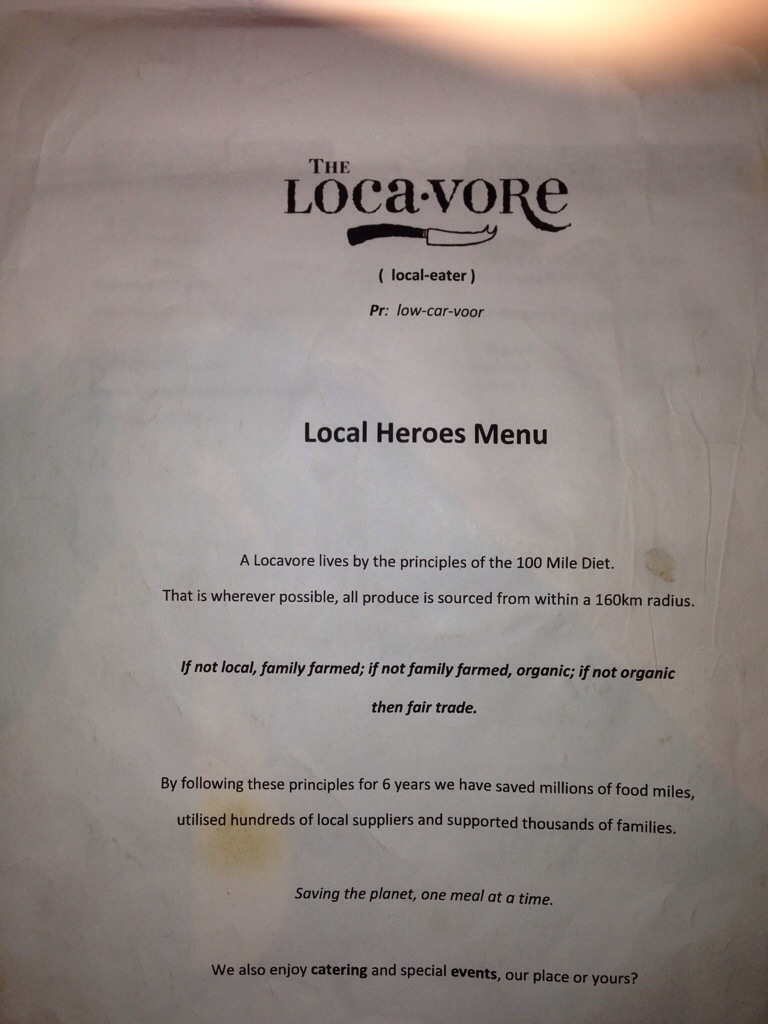 THE
LOCA·VORE
( local-eater )
Pr: low-car-voor
Local Heroes Menu
A Locavore lives by the principles of the 100 Mile Diet.
That is wherever possible, all produce is sourced from within a 160km radius.
If not local, family farmed; if not family farmed, organic; if not organic
then fair trade.
By following these principles for 6 years we have saved millions of food miles,
utilised hundreds of local suppliers and supported thousands of families.
Saving the planet, one meal at a time.
We also enjoy catering and special events, our place or yours?